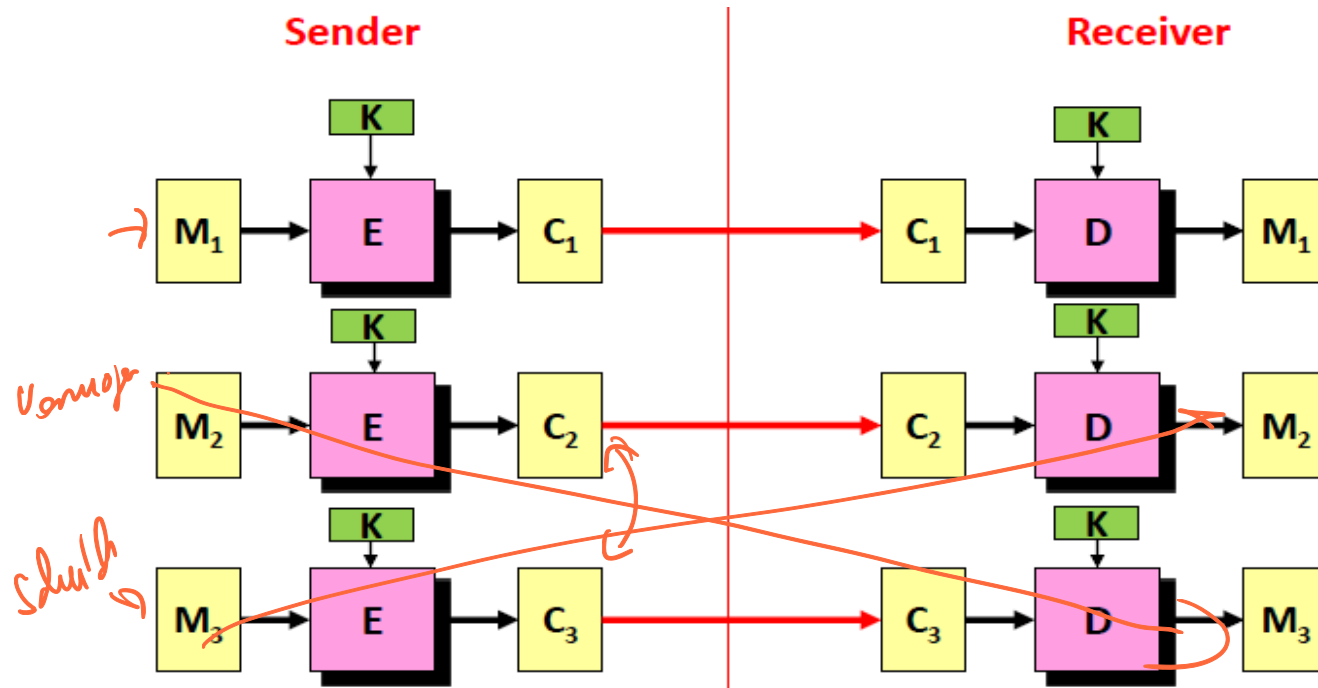 Sender Receiver
K K
M₁ E C₁ C₁ D M₁
K K
M₂ E C₂ C₂ D M₂
K K
M₃ E C₃ C₃ D M₃